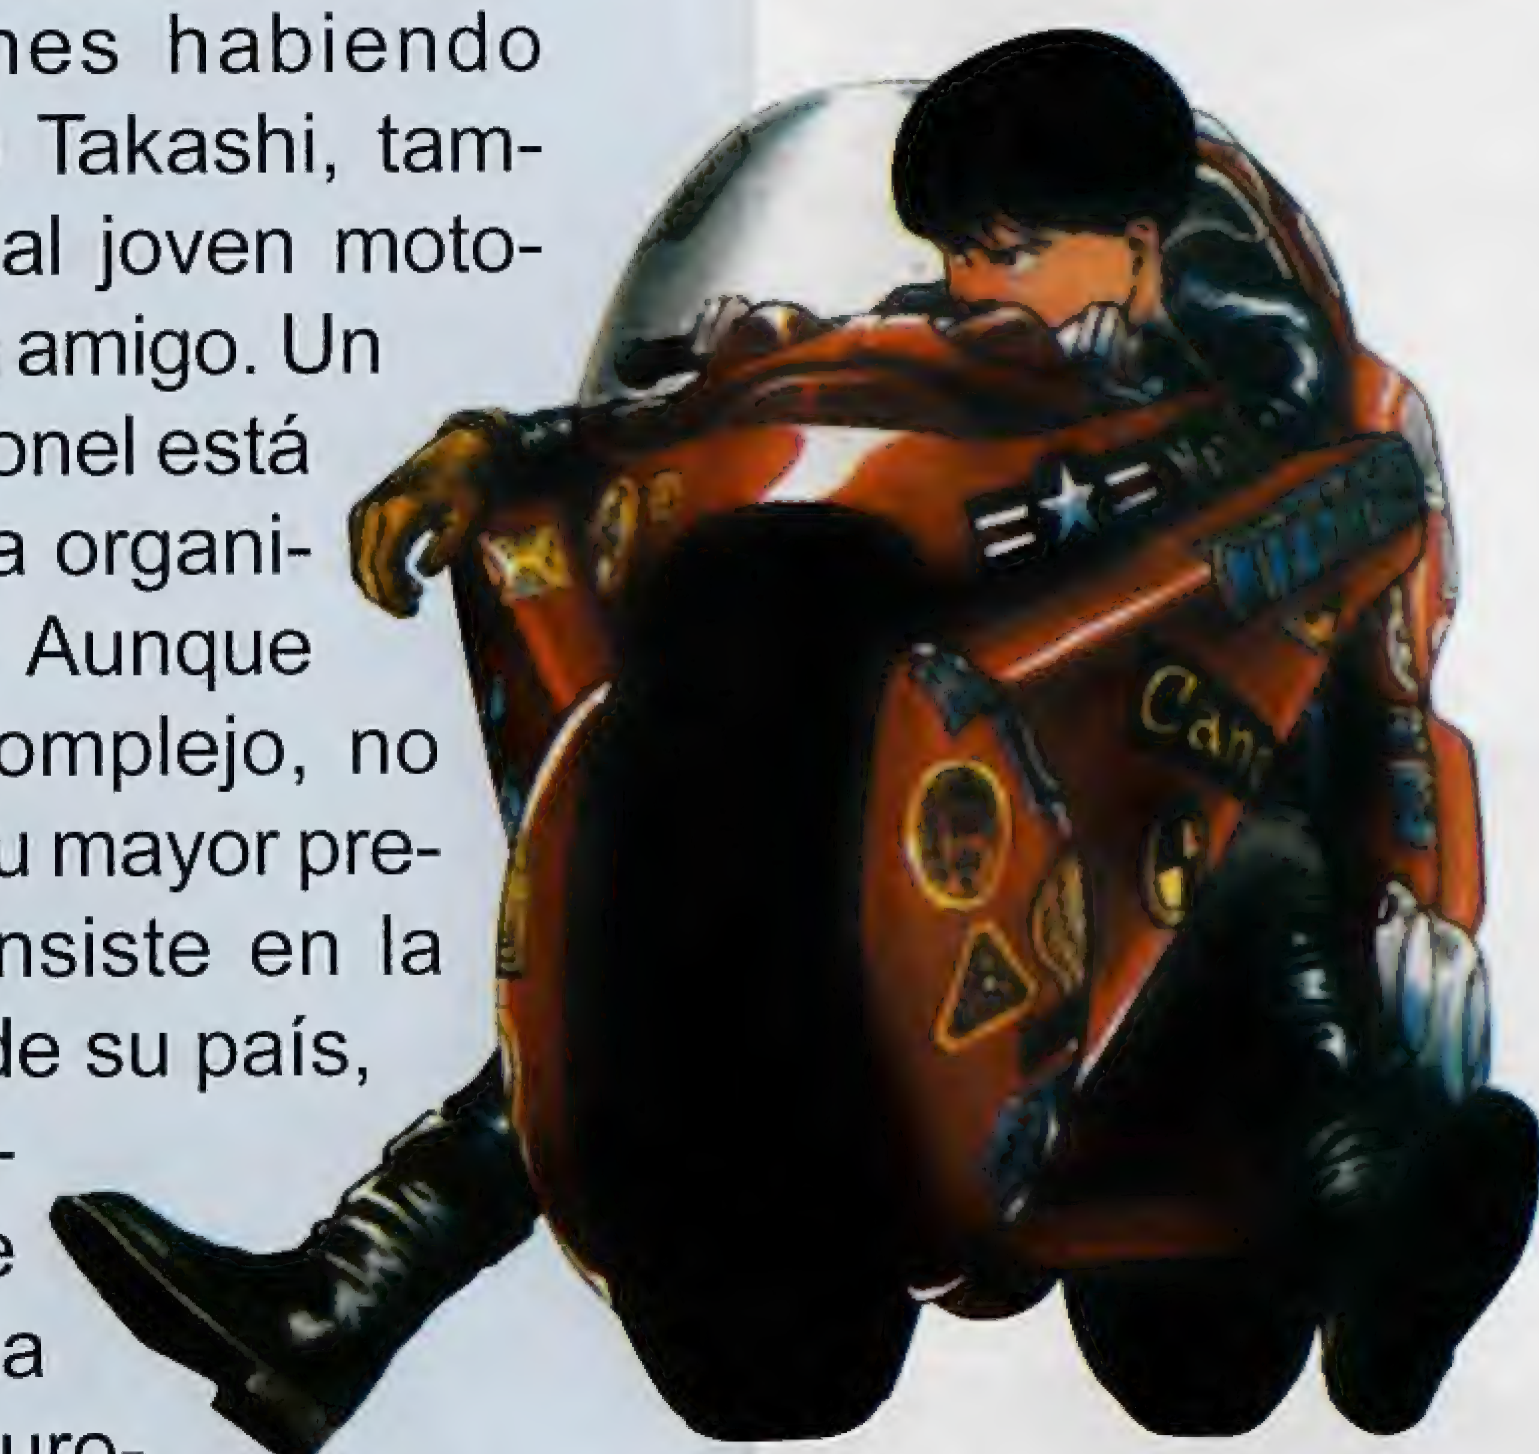 nes habiendo
Takashi, tam-
al joven moto-
amigo. Un
onel está
a organi-
Aunque
omplejo, no
u mayor pre-
nsiste en la
de su país,
-
e
a
uro-
Can